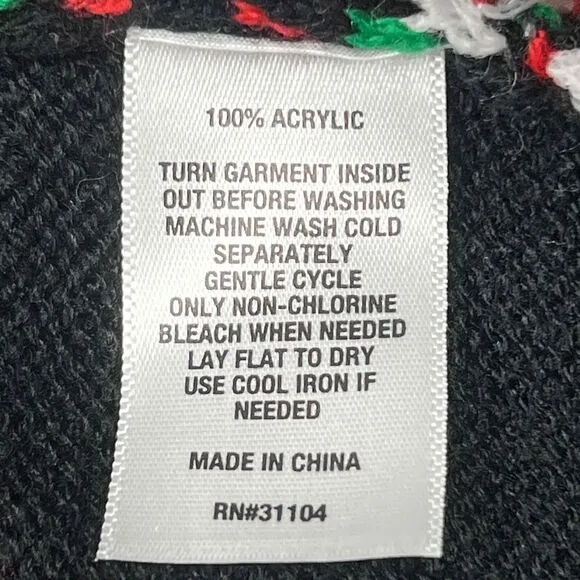 100% ACRYLIC
TURN GARMENT INSIDE
OUT BEFORE WASHING
MACHINE WASH COLD
SEPARATELY
GENTLE CYCLE
ONLY NON-CHLORINE
BLEACH WHEN NEEDED
LAY FLAT TO DRY
USE COOL IRON IF
NEEDED
MADE IN CHINA
RN#31104